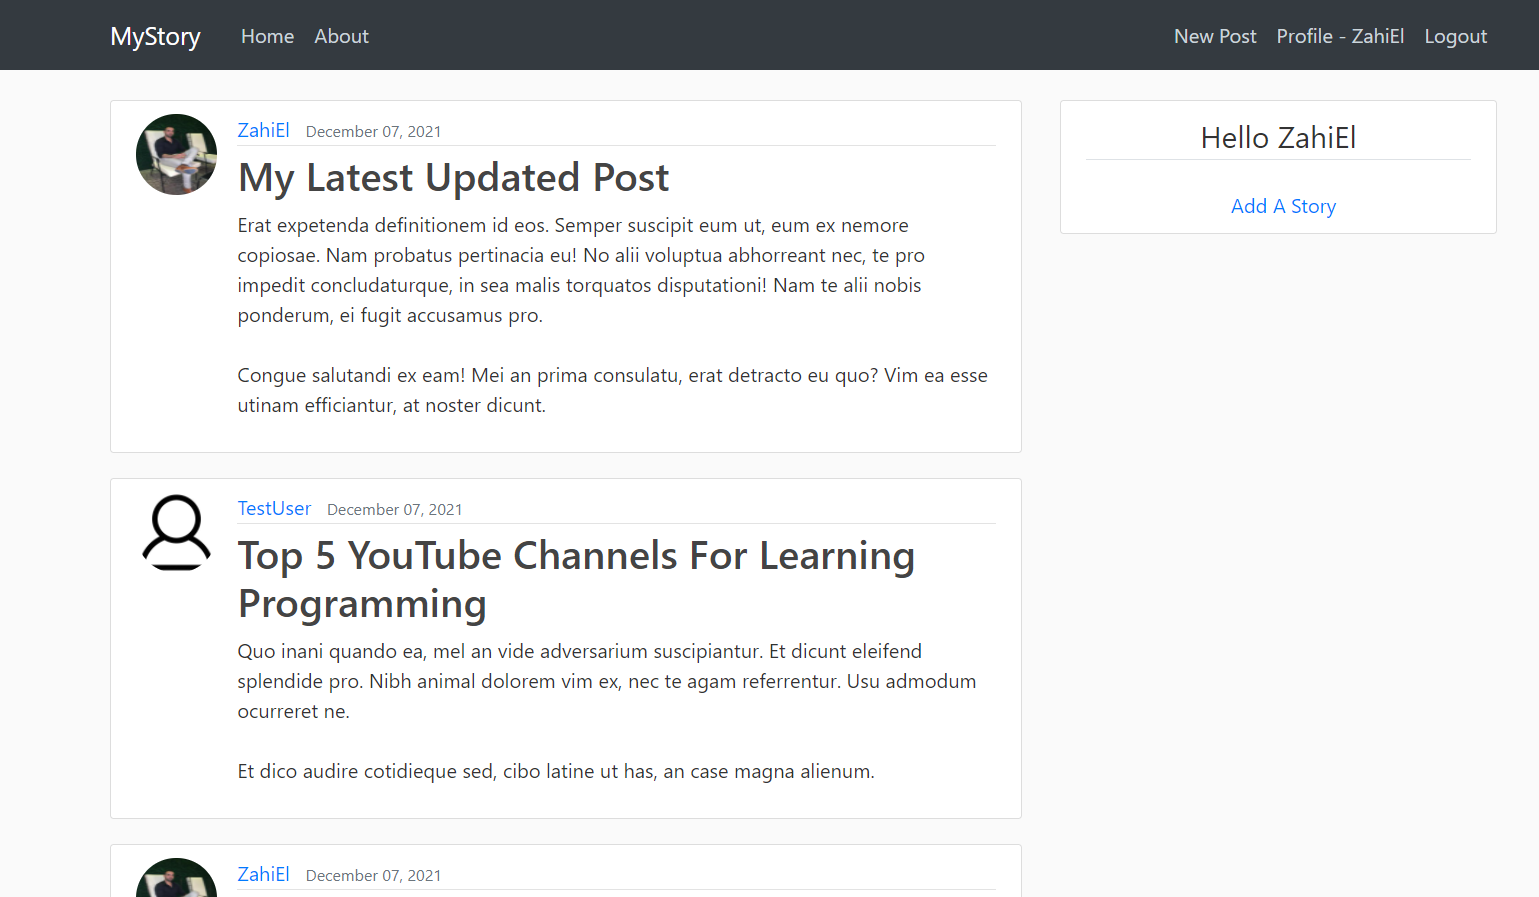 MyStory Home About New Post Profile - ZahiEl Logout
ZahiEl December 07, 2021
My Latest Updated Post
Erat expetenda definitionem id eos. Semper suscipit eum ut, eum ex nemore
copiosae. Nam probatus pertinacia eu! No alii voluptua abhorreant nec, te pro
impedit concludaturque, in sea malis torquatos disputationi! Nam te alii nobis
ponderum, ei fugit accusamus pro.
Congue salutandi ex eam! Mei an prima consulatu, erat detracto eu quo? Vim ea esse
utinam efficiantur, at noster dicunt.
Hello ZahiEl
Add A Story
TestUser December 07, 2021
Top 5 YouTube Channels For Learning
Programming
Quo inani quando ea, mel an vide adversarium suscipiantur. Et dicunt eleifend
splendide pro. Nibh animal dolorem vim ex, nec te agam referrentur. Usu admodum
ocurreret ne.
Et dico audire cotidieque sed, cibo latine ut has, an case magna alienum.
ZahiEl December 07, 2021